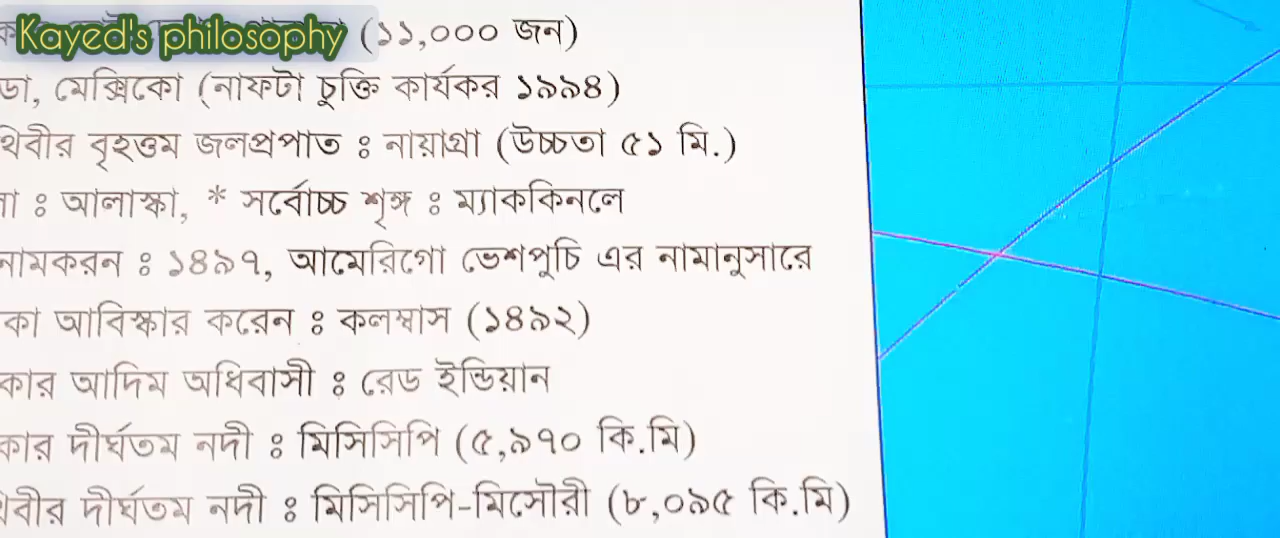 Kayed's philosophy (১১,০০০ জন)
ডা, মেক্সিকো (নাফটা চুক্তি কার্যকর ১৯৯৪)
থিবীর বৃহত্তম জলপ্রপাত ঃ নায়াগ্রা (উচ্চতা ৫১ মি.)
ঃ আলাস্কা, * সর্বোচ্চ শৃঙ্গ ঃ ম্যাককিনলে
নামকরন ঃ ১৪৯৭, আমেরিগো ভেশপুচি এর নামানুসারে
কা আবিস্কার করেন ঃ কলম্বাস (১৪৯২)
কার আদিম অধিবাসী ঃ রেড ইন্ডিয়ান
কার দীর্ঘতম নদী ঃ মিসিসিপি (৫,৯৭০ কি.মি)
থিবীর দীর্ঘতম নদী ঃ মিসিসিপি-মিসৌরী (৮,০৯৫ কি.মি)